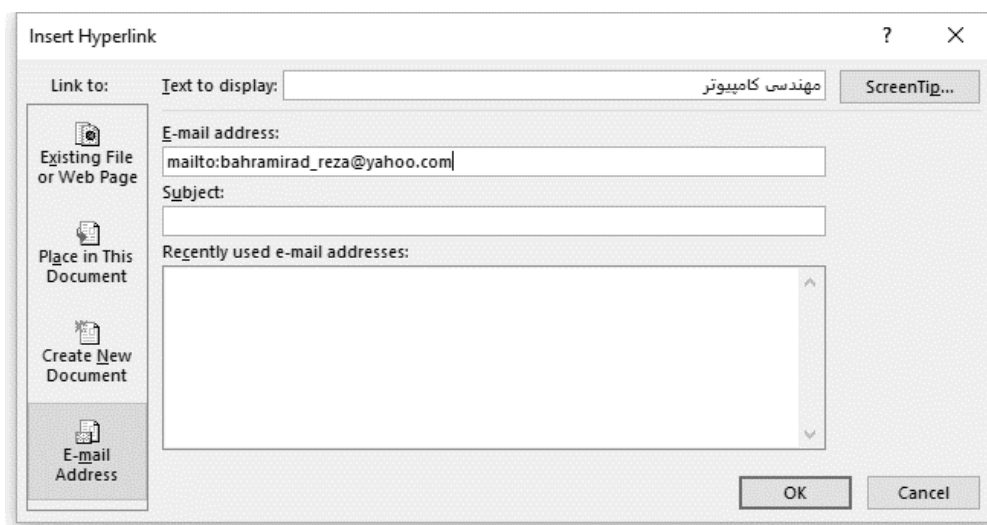 Insert Hyperlink ? ×
Link to:
Text to display: مهندسی کامپیوتر ScreenTip...
Existing File
or Web Page
E-mail address:
mailto:bahramirad_reza@yahoo.com
Subject:
Place in This
Document
Recently used e-mail addresses:
Create New
Document
E-mail
Address
OK Cancel